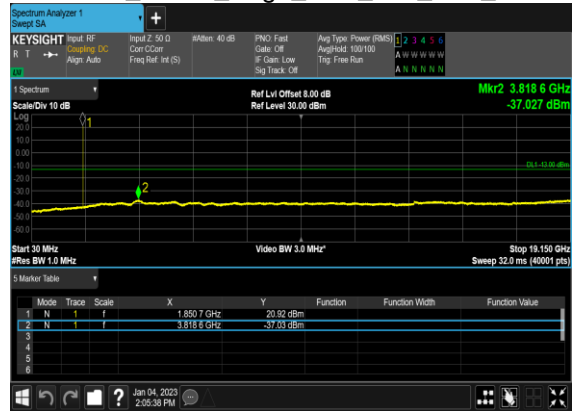 Spectrum Analyzer 1
Swept SA
+
KEYSIGHT Input: RF Input Z: 50 Ω #Atten: 40 dB PNO: Fast Avg Type: Power (RMS) 1 2 3 4 5 6
R T Coupling: DC Corr CCorr Gate: Off Avg|Hold: 100/100 A W W W W W
Align: Auto Freq Ref: Int (S) IF Gain: Low Trig: Free Run A N N N N N
Sig Track: Off
1 Spectrum Ref Lvl Offset 8.00 dB Mkr2 3.818 6 GHz
Scale/Div 10 dB Ref Level 30.00 dBm -37.027 dBm
Log
20.0
10.0
0.00
-10.0
-20.0
-30.0
-40.0
-50.0
-60.0
1
2
DL1 -13.00 dBm
Start 30 MHz Video BW 3.0 MHz* Stop 19.150 GHz
#Res BW 1.0 MHz Sweep 32.0 ms (40001 pts)
5 Marker Table
Mode Trace Scale X Y Function Function Width Function Value
1 N 1 f 1.850 7 GHz 20.92 dBm
2 N 1 f 3.818 6 GHz -37.03 dBm
3
4
5
6
? Jan 04, 2023
2:05:38 PM